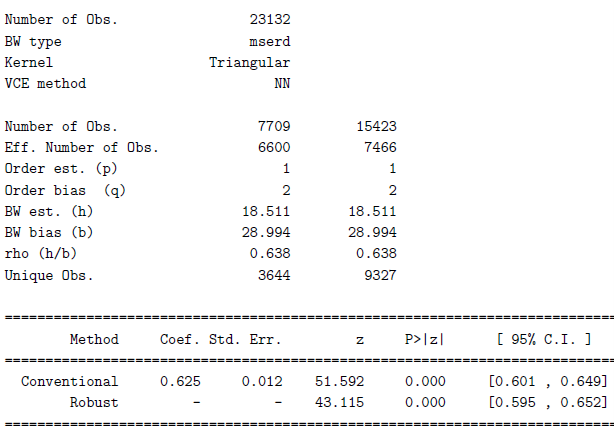 Number of Obs. 23132
BW type mserd
Kernel Triangular
VCE method NN
Number of Obs. 7709 15423
Eff. Number of Obs. 6600 7466
Order est. (p) 1 1
Order bias (q) 2 2
BW est. (h) 18.511 18.511
BW bias (b) 28.994 28.994
rho (h/b) 0.638 0.638
Unique Obs. 3644 9327
Method Coef. Std. Err. z P>|z| [ 95% C.I. ]
Conventional 0.625 0.012 51.592 0.000 [0.601 , 0.649]
Robust - - 43.115 0.000 [0.595 , 0.652]